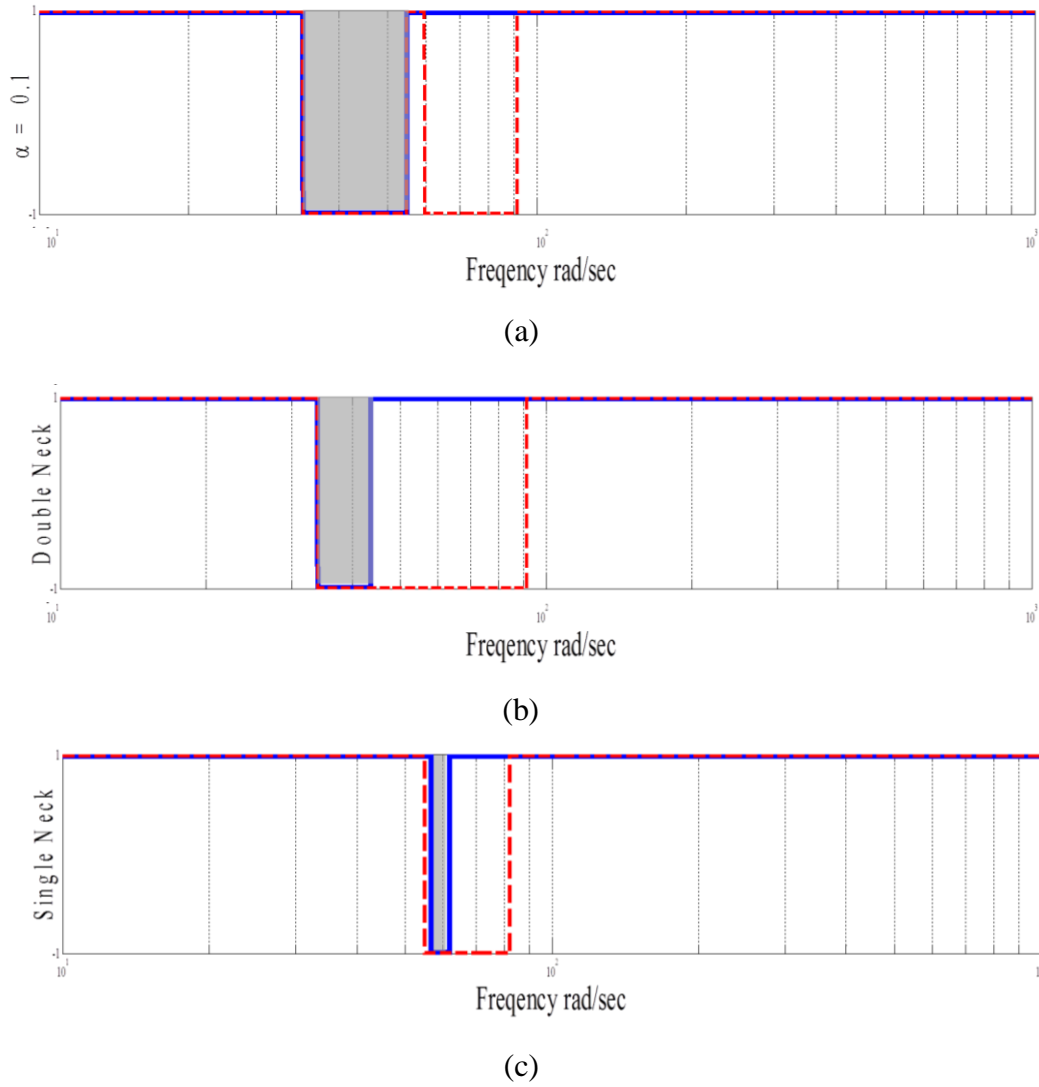 1
α = 0.1
-1
10¹ 10² 10³
Freqency rad/sec
(a)
1
Double Neck
-1
10¹ 10² 10³
Freqency rad/sec
(b)
1
Single Neck
-1
10¹ 10² 10
Freqency rad/sec
(c)